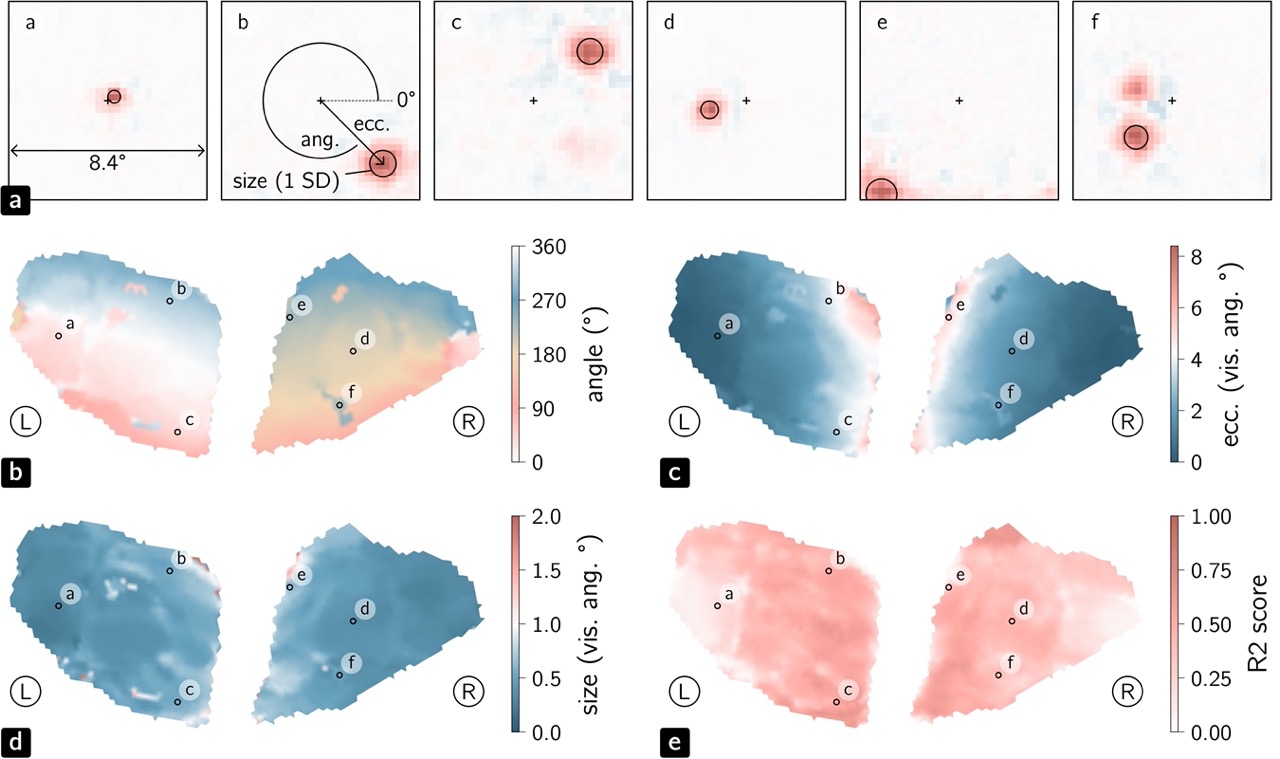 a
b
c
d
e
f
0°
ecc.
ang.
8.4°
size (1 SD)
a
360
270
180
90
0
angle (°)
a
b
c
d
e
f
L
R
b
8
6
4
2
0
ecc. (vis. ang. °)
a
b
c
d
e
f
L
R
c
2.0
1.5
1.0
0.5
0.0
size (vis. ang. °)
a
b
c
d
e
f
L
R
d
1.00
0.75
0.50
0.25
0.00
R2 score
a
b
c
d
e
f
L
R
e